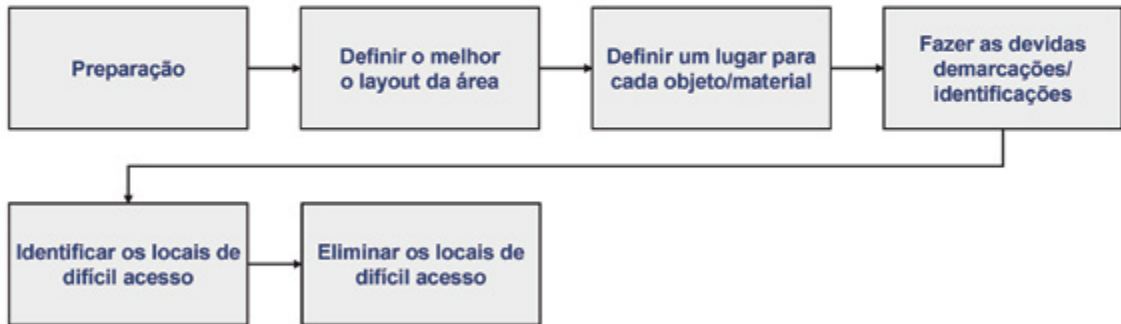 Preparação
Definir o melhor
o layout da área
Definir um lugar para
cada objeto/material
Fazer as devidas
demarcações/
identificações
Identificar os locais de
difícil acesso
Eliminar os locais de
difícil acesso